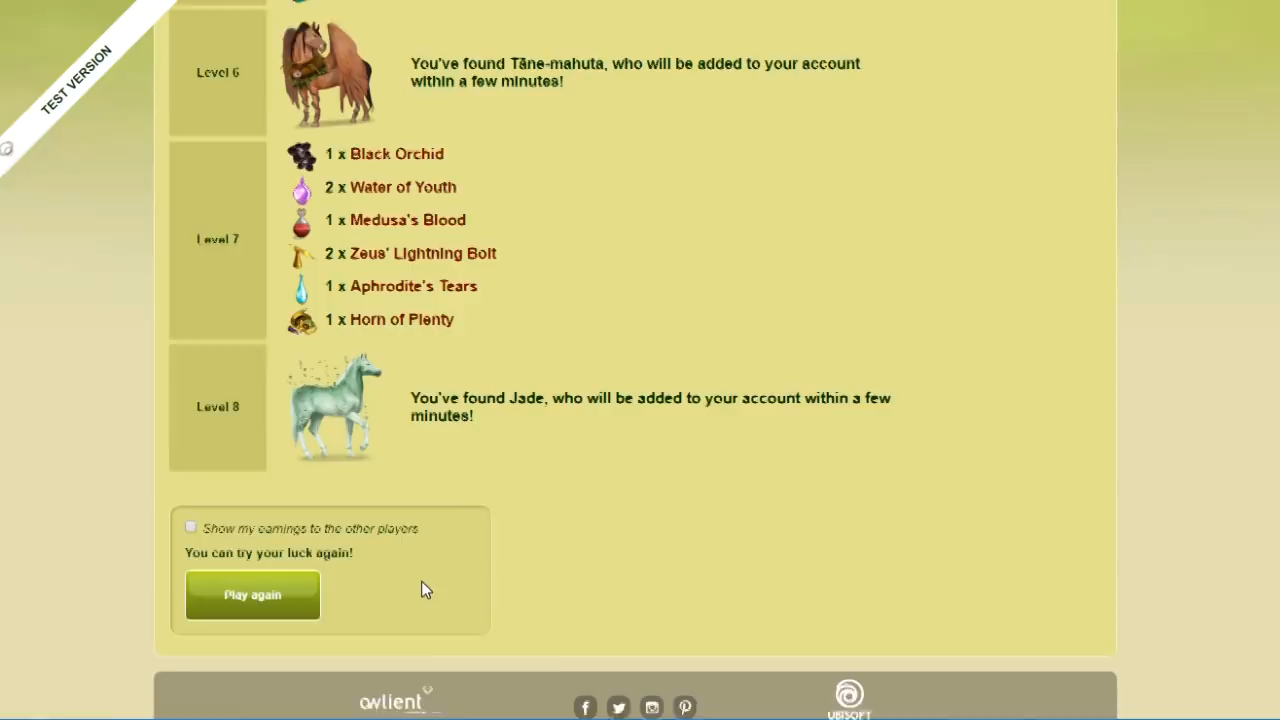 TEST VERSION
Level 6
You've found Tāne-mahuta, who will be added to your account
within a few minutes!
Level 7
1 x Black Orchid
2 x Water of Youth
1 x Medusa's Blood
2 x Zeus' Lightning Bolt
1 x Aphrodite's Tears
1 x Horn of Plenty
Level 8
You've found Jade, who will be added to your account within a few
minutes!
Show my earnings to the other players
You can try your luck again!
Play again
owlient
UBISOFT